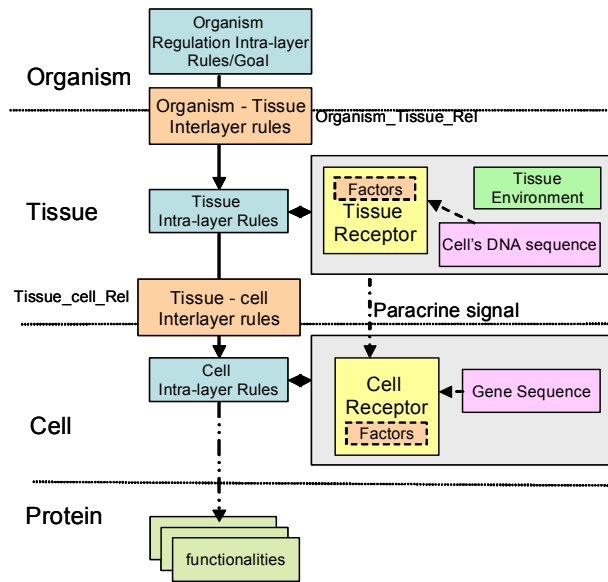 Organism
Regulation Intra-layer
Rules/Goal
Organism
Organism - Tissue
Interlayer rules
Organism_Tissue_Rel
Tissue
Tissue
Intra-layer Rules
Factors
Tissue
Receptor
Tissue
Environment
Cell's DNA sequence
Tissue_cell_Rel
Tissue - cell
Interlayer rules
Paracrine signal
Cell
Cell
Intra-layer Rules
Cell
Receptor
Factors
Gene Sequence
Protein
functionalities